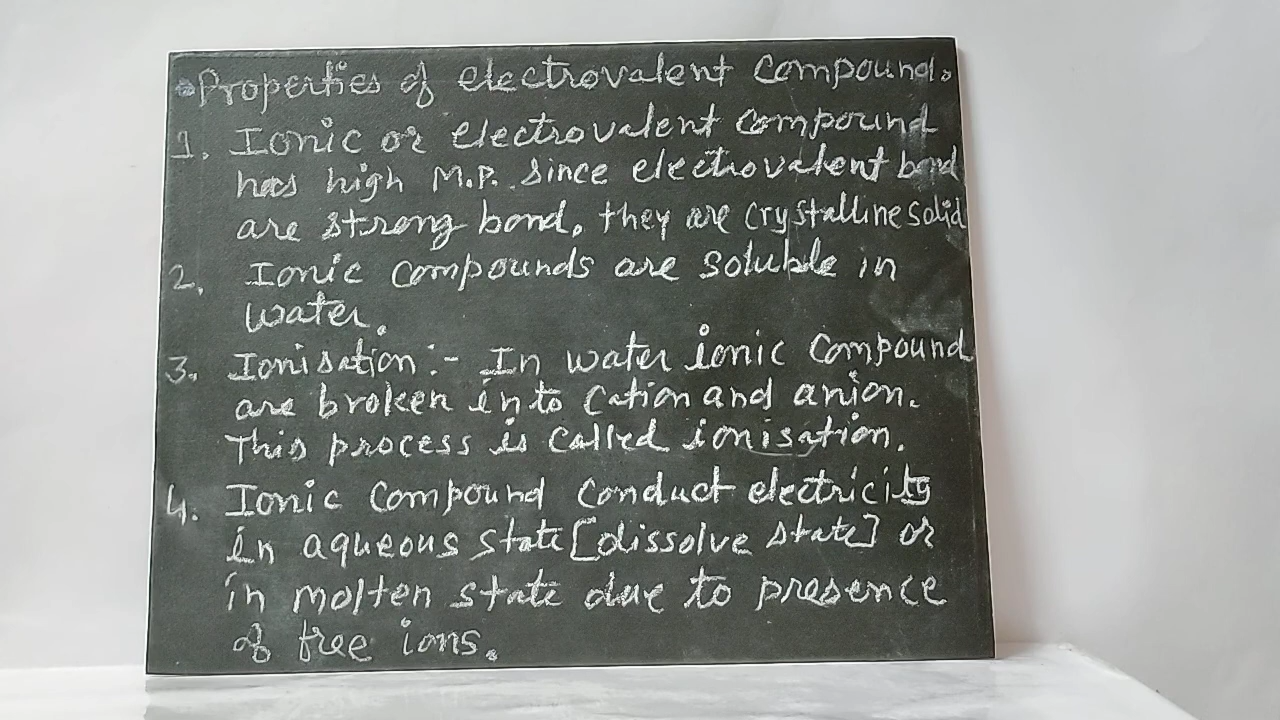 Properties of electrovalent compound.
1. Ionic or electrovalent compound
has high M.P. Since electrovalent bond
are strong bond, they are crystalline solid
2. Ionic compounds are soluble in
water.
3. Ionisation :- In water ionic compound
are broken into cation and anion.
This process is called ionisation.
4. Ionic compound conduct electricity
in aqueous state [dissolve state] or
in molten state due to presence
of free ions.